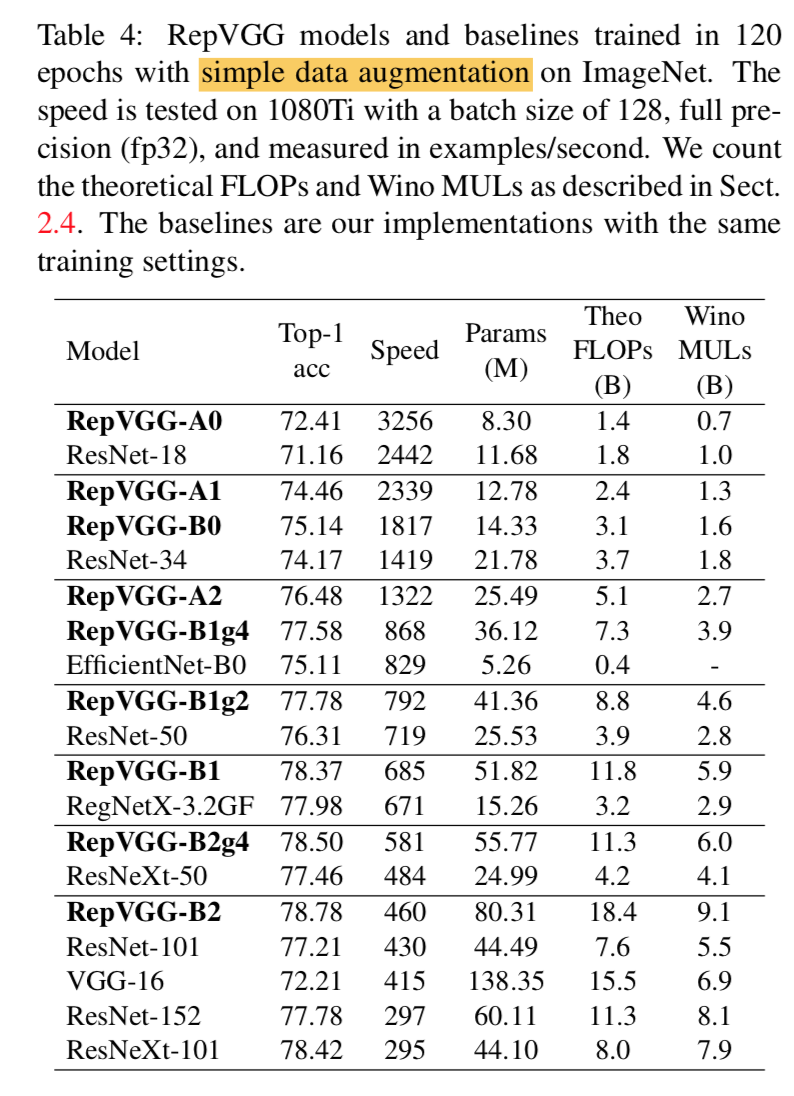 Table 4: RepVGG models and baselines trained in 120
epochs with simple data augmentation on ImageNet. The
speed is tested on 1080Ti with a batch size of 128, full pre-
cision (fp32), and measured in examples/second. We count
the theoretical FLOPs and Wino MULs as described in Sect.
2.4. The baselines are our implementations with the same
training settings.
Model Top-1 acc Speed Params (M) Theo FLOPs (B) Wino MULs (B)
RepVGG-A0 72.41 3256 8.30 1.4 0.7
ResNet-18 71.16 2442 11.68 1.8 1.0
RepVGG-A1 74.46 2339 12.78 2.4 1.3
RepVGG-B0 75.14 1817 14.33 3.1 1.6
ResNet-34 74.17 1419 21.78 3.7 1.8
RepVGG-A2 76.48 1322 25.49 5.1 2.7
RepVGG-B1g4 77.58 868 36.12 7.3 3.9
EfficientNet-B0 75.11 829 5.26 0.4 -
RepVGG-B1g2 77.78 792 41.36 8.8 4.6
ResNet-50 76.31 719 25.53 3.9 2.8
RepVGG-B1 78.37 685 51.82 11.8 5.9
RegNetX-3.2GF 77.98 671 15.26 3.2 2.9
RepVGG-B2g4 78.50 581 55.77 11.3 6.0
ResNeXt-50 77.46 484 24.99 4.2 4.1
RepVGG-B2 78.78 460 80.31 18.4 9.1
ResNet-101 77.21 430 44.49 7.6 5.5
VGG-16 72.21 415 138.35 15.5 6.9
ResNet-152 77.78 297 60.11 11.3 8.1
ResNeXt-101 78.42 295 44.10 8.0 7.9